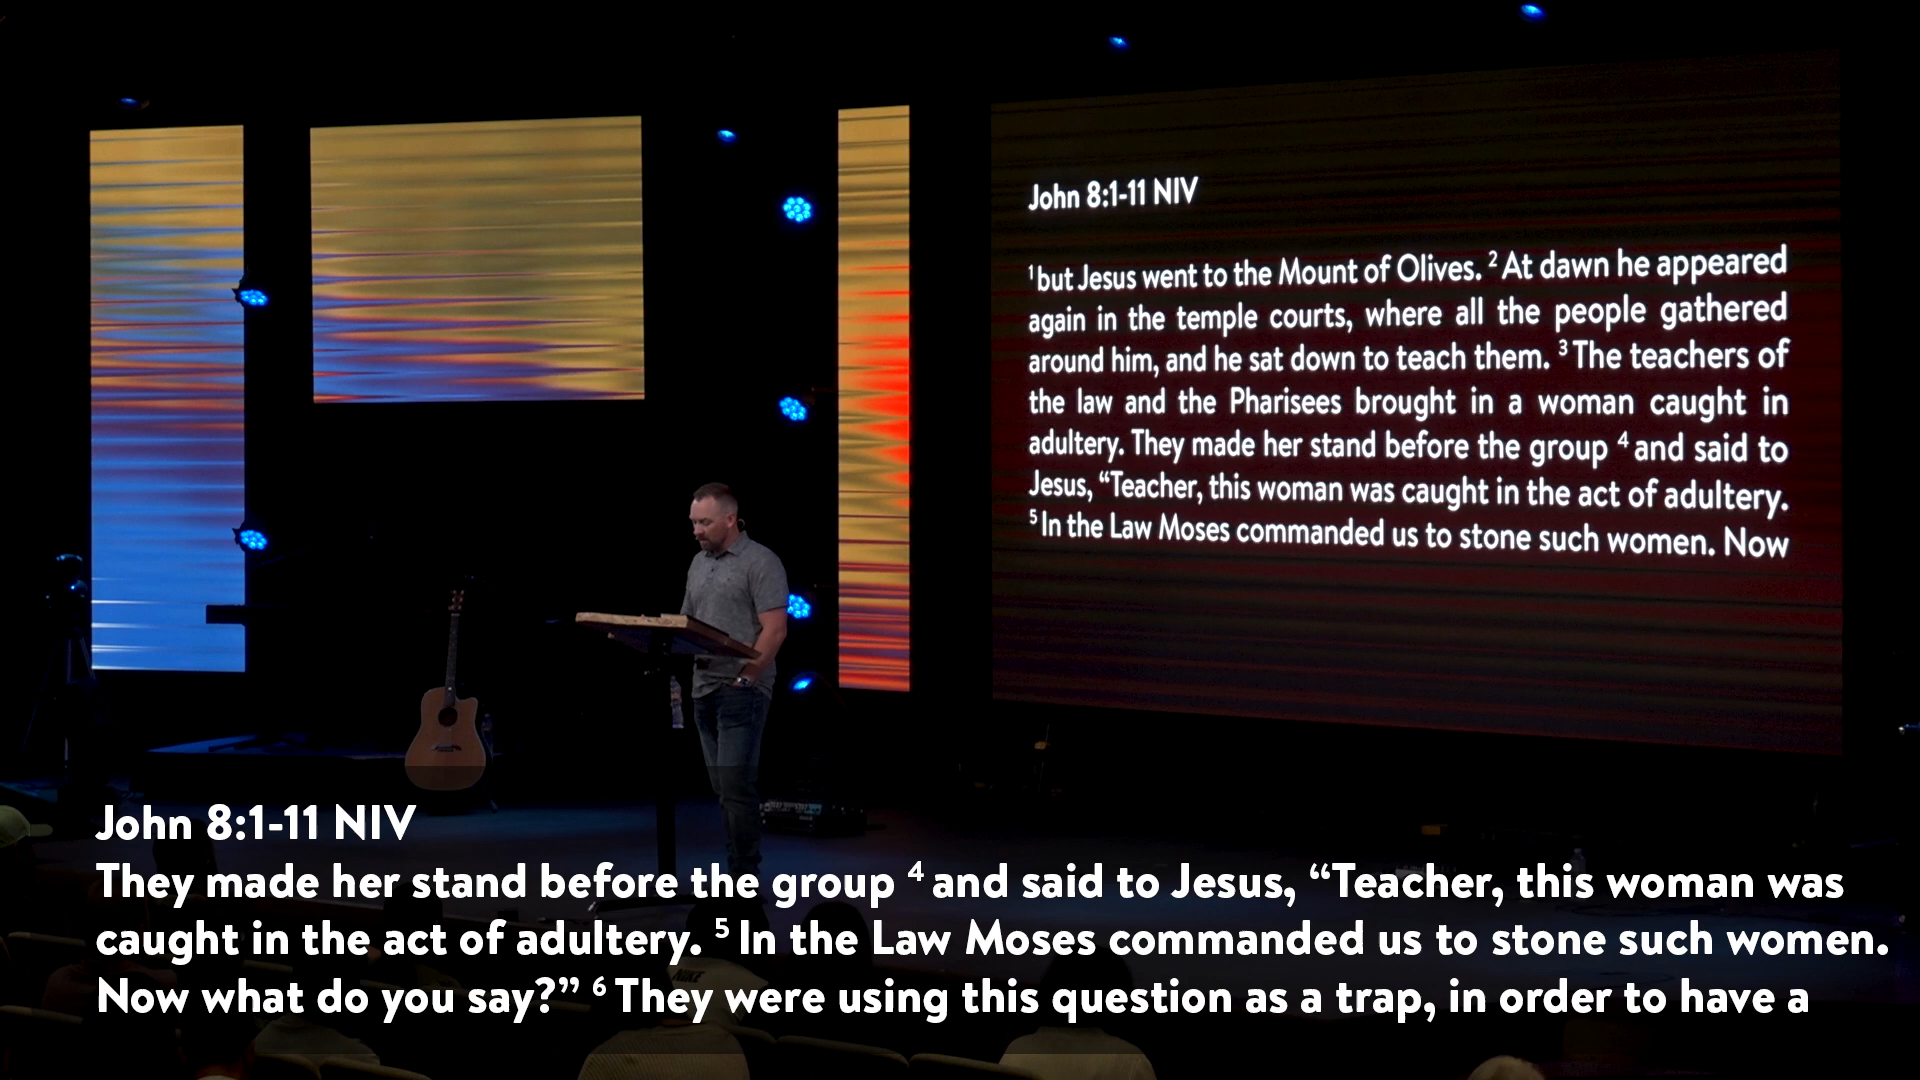 John 8:1-11 NIV
¹ but Jesus went to the Mount of Olives. ² At dawn he appeared
again in the temple courts, where all the people gathered
around him, and he sat down to teach them. ³ The teachers of
the law and the Pharisees brought in a woman caught in
adultery. They made her stand before the group ⁴ and said to
Jesus, “Teacher, this woman was caught in the act of adultery.
⁵ In the Law Moses commanded us to stone such women. Now
John 8:1-11 NIV
They made her stand before the group ⁴ and said to Jesus, “Teacher, this woman was
caught in the act of adultery. ⁵ In the Law Moses commanded us to stone such women.
Now what do you say?” ⁶ They were using this question as a trap, in order to have a
NIKE